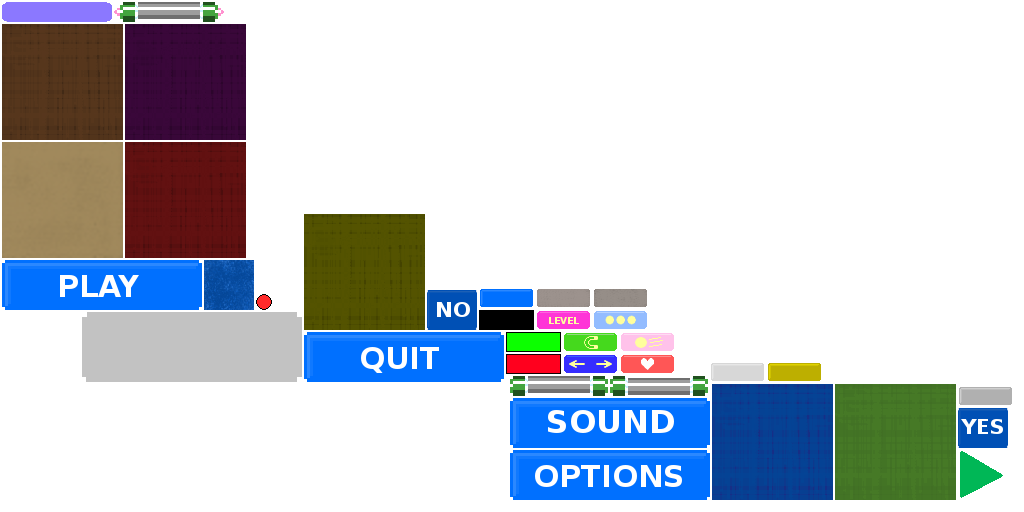 PLAY
NO
LEVEL
QUIT
SOUND
YES
OPTIONS